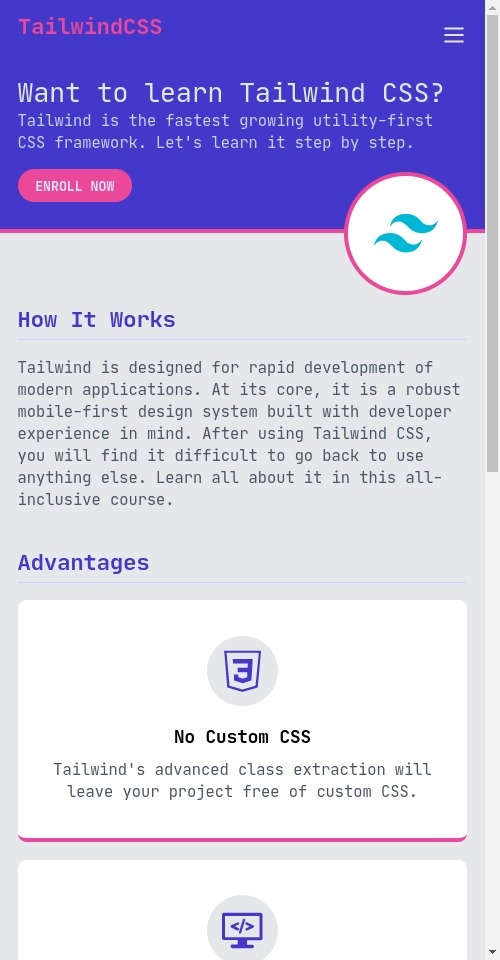 TailwindCSS
Want to learn Tailwind CSS?
Tailwind is the fastest growing utility-first
CSS framework. Let's learn it step by step.
ENROLL NOW
How It Works
Tailwind is designed for rapid development of
modern applications. At its core, it is a robust
mobile-first design system built with developer
experience in mind. After using Tailwind CSS,
you will find it difficult to go back to use
anything else. Learn all about it in this all-
inclusive course.
Advantages
No Custom CSS
Tailwind's advanced class extraction will
leave your project free of custom CSS.